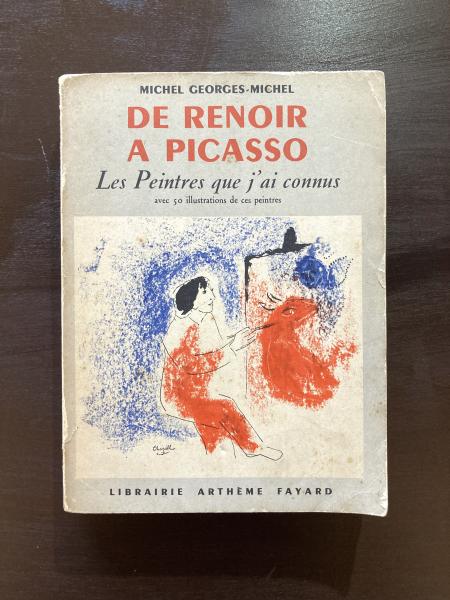 MICHEL GEORGES-MICHEL
DE RENOIR
A PICASSO
Les Peintres que j'ai connus
avec 50 illustrations de ces peintres
LIBRAIRIE ARTHÈME FAYARD